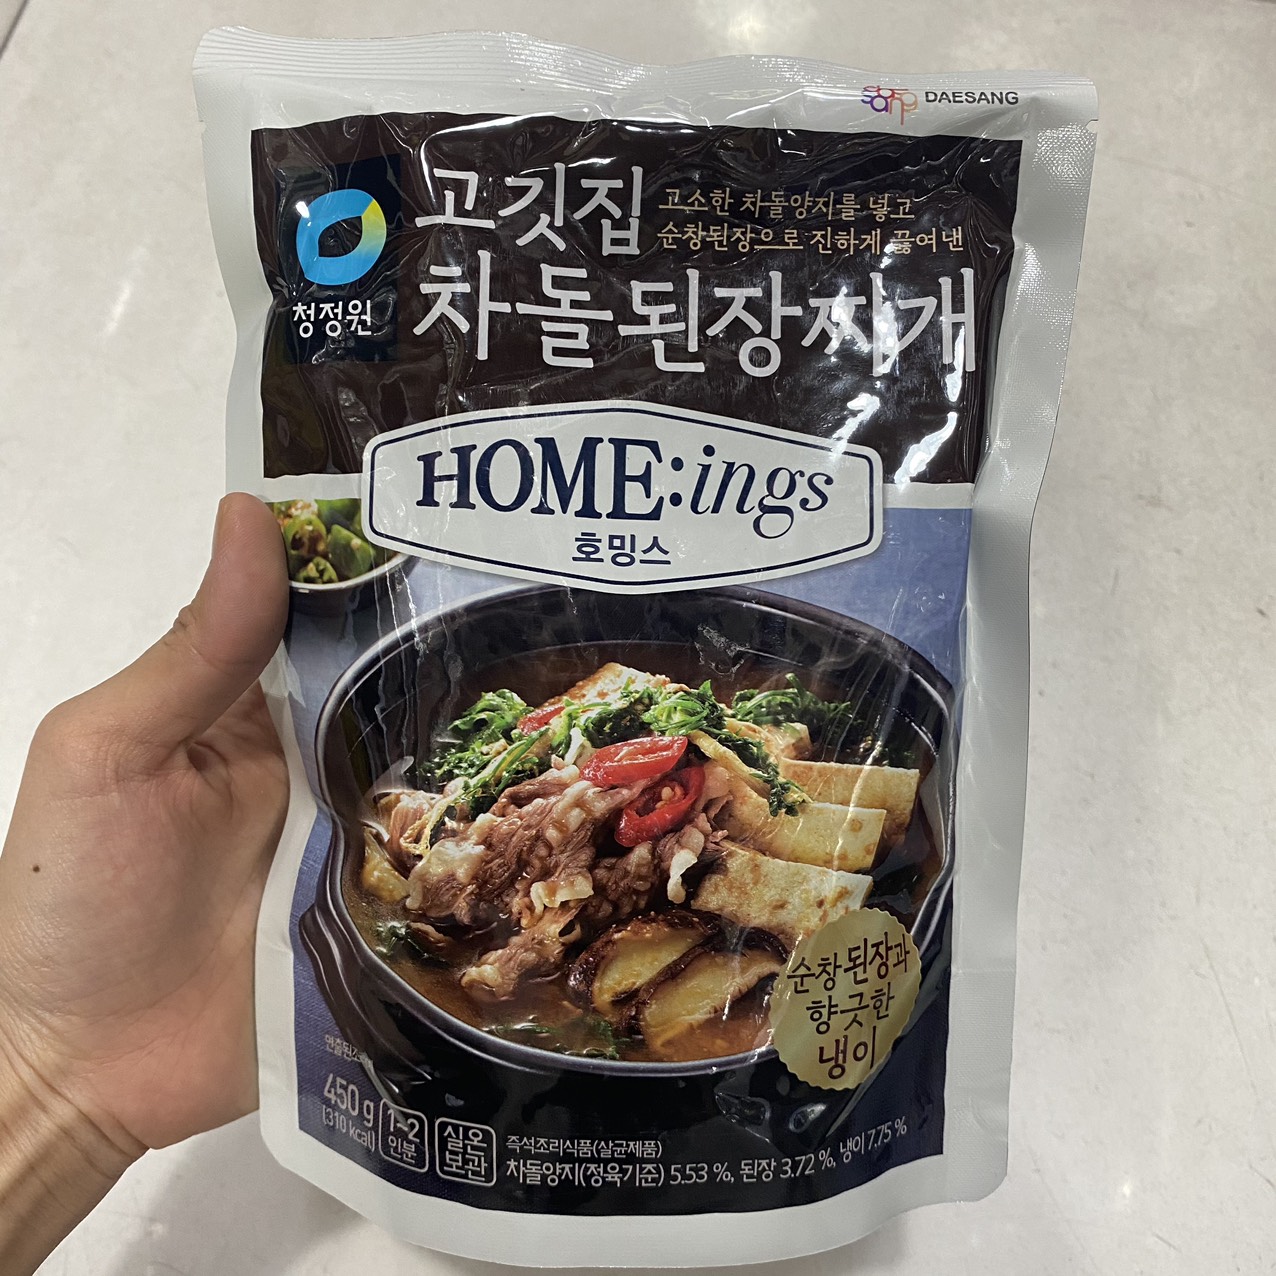 DAESANG
청정원
고깃집
고소한 차돌양지를 넣고
순창된장으로 진하게 끓여낸
차돌된장찌개
HOME:ings
호밍스
순창된장과
향긋한
냉이
450 g
(310 kcal)
1~2
인분
실온
보관
즉석조리식품(살균제품)
차돌양지(정육기준) 5.53 %, 된장 3.72 %, 냉이 7.75 %